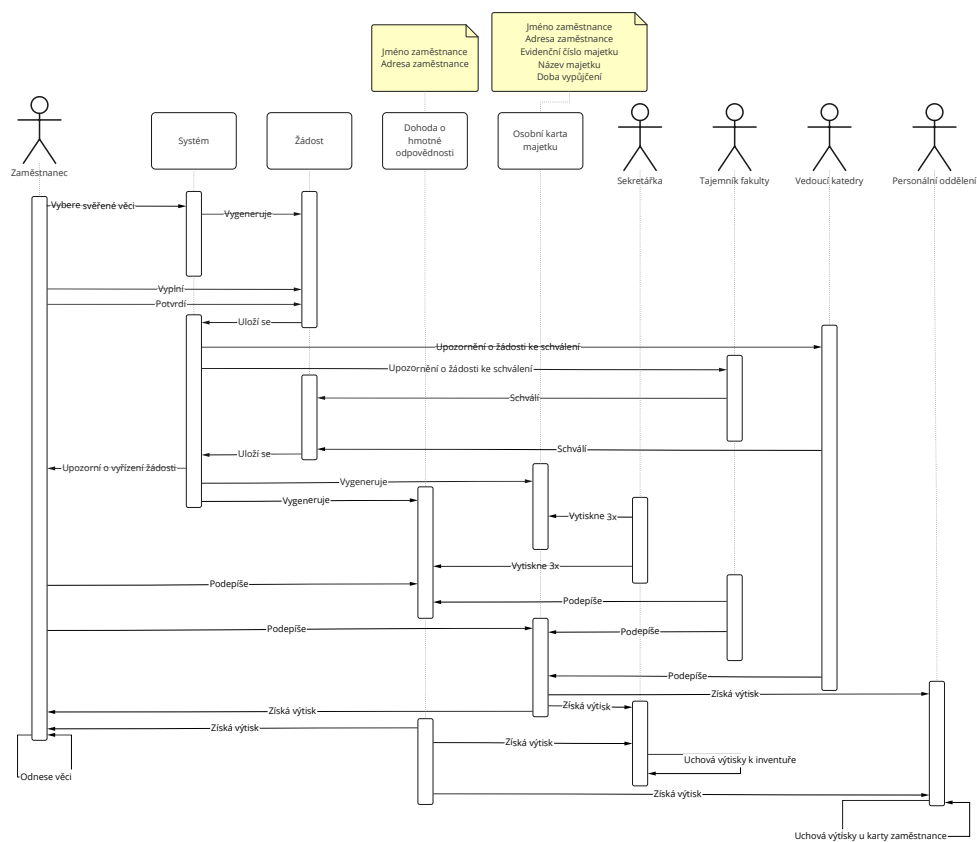 Jméno zaměstnance
Adresa zaměstnance
Jméno zaměstnance
Adresa zaměstnance
Evidenční číslo majetku
Název majetku
Doba vypůjčení
Zaměstnanec
Systém
Žádost
Dohoda o
hmotné
odpovědnosti
Osobní karta
majetku
Sekretářka
Tajemník fakulty
Vedoucí katedry
Personální oddělení
Vybere svěřené věci
Vygeneruje
Vyplní
Potvrdí
Uloží se
Upozornění o žádosti ke schválení
Upozornění o žádosti ke schválení
Schválí
Schválí
Uloží se
Upozorní o vyřízení žádosti
Vygeneruje
Vygeneruje
Vytiskne 3x
Vytiskne 3x
Podepíše
Podepíše
Podepíše
Podepíše
Podepíše
Získá výtisk
Získá výtisk
Získá výtisk
Získá výtisk
Získá výtisk
Uchová výtisky k inventuře
Odnese věci
Získá výtisk
Uchová výtisky u karty zaměstnance